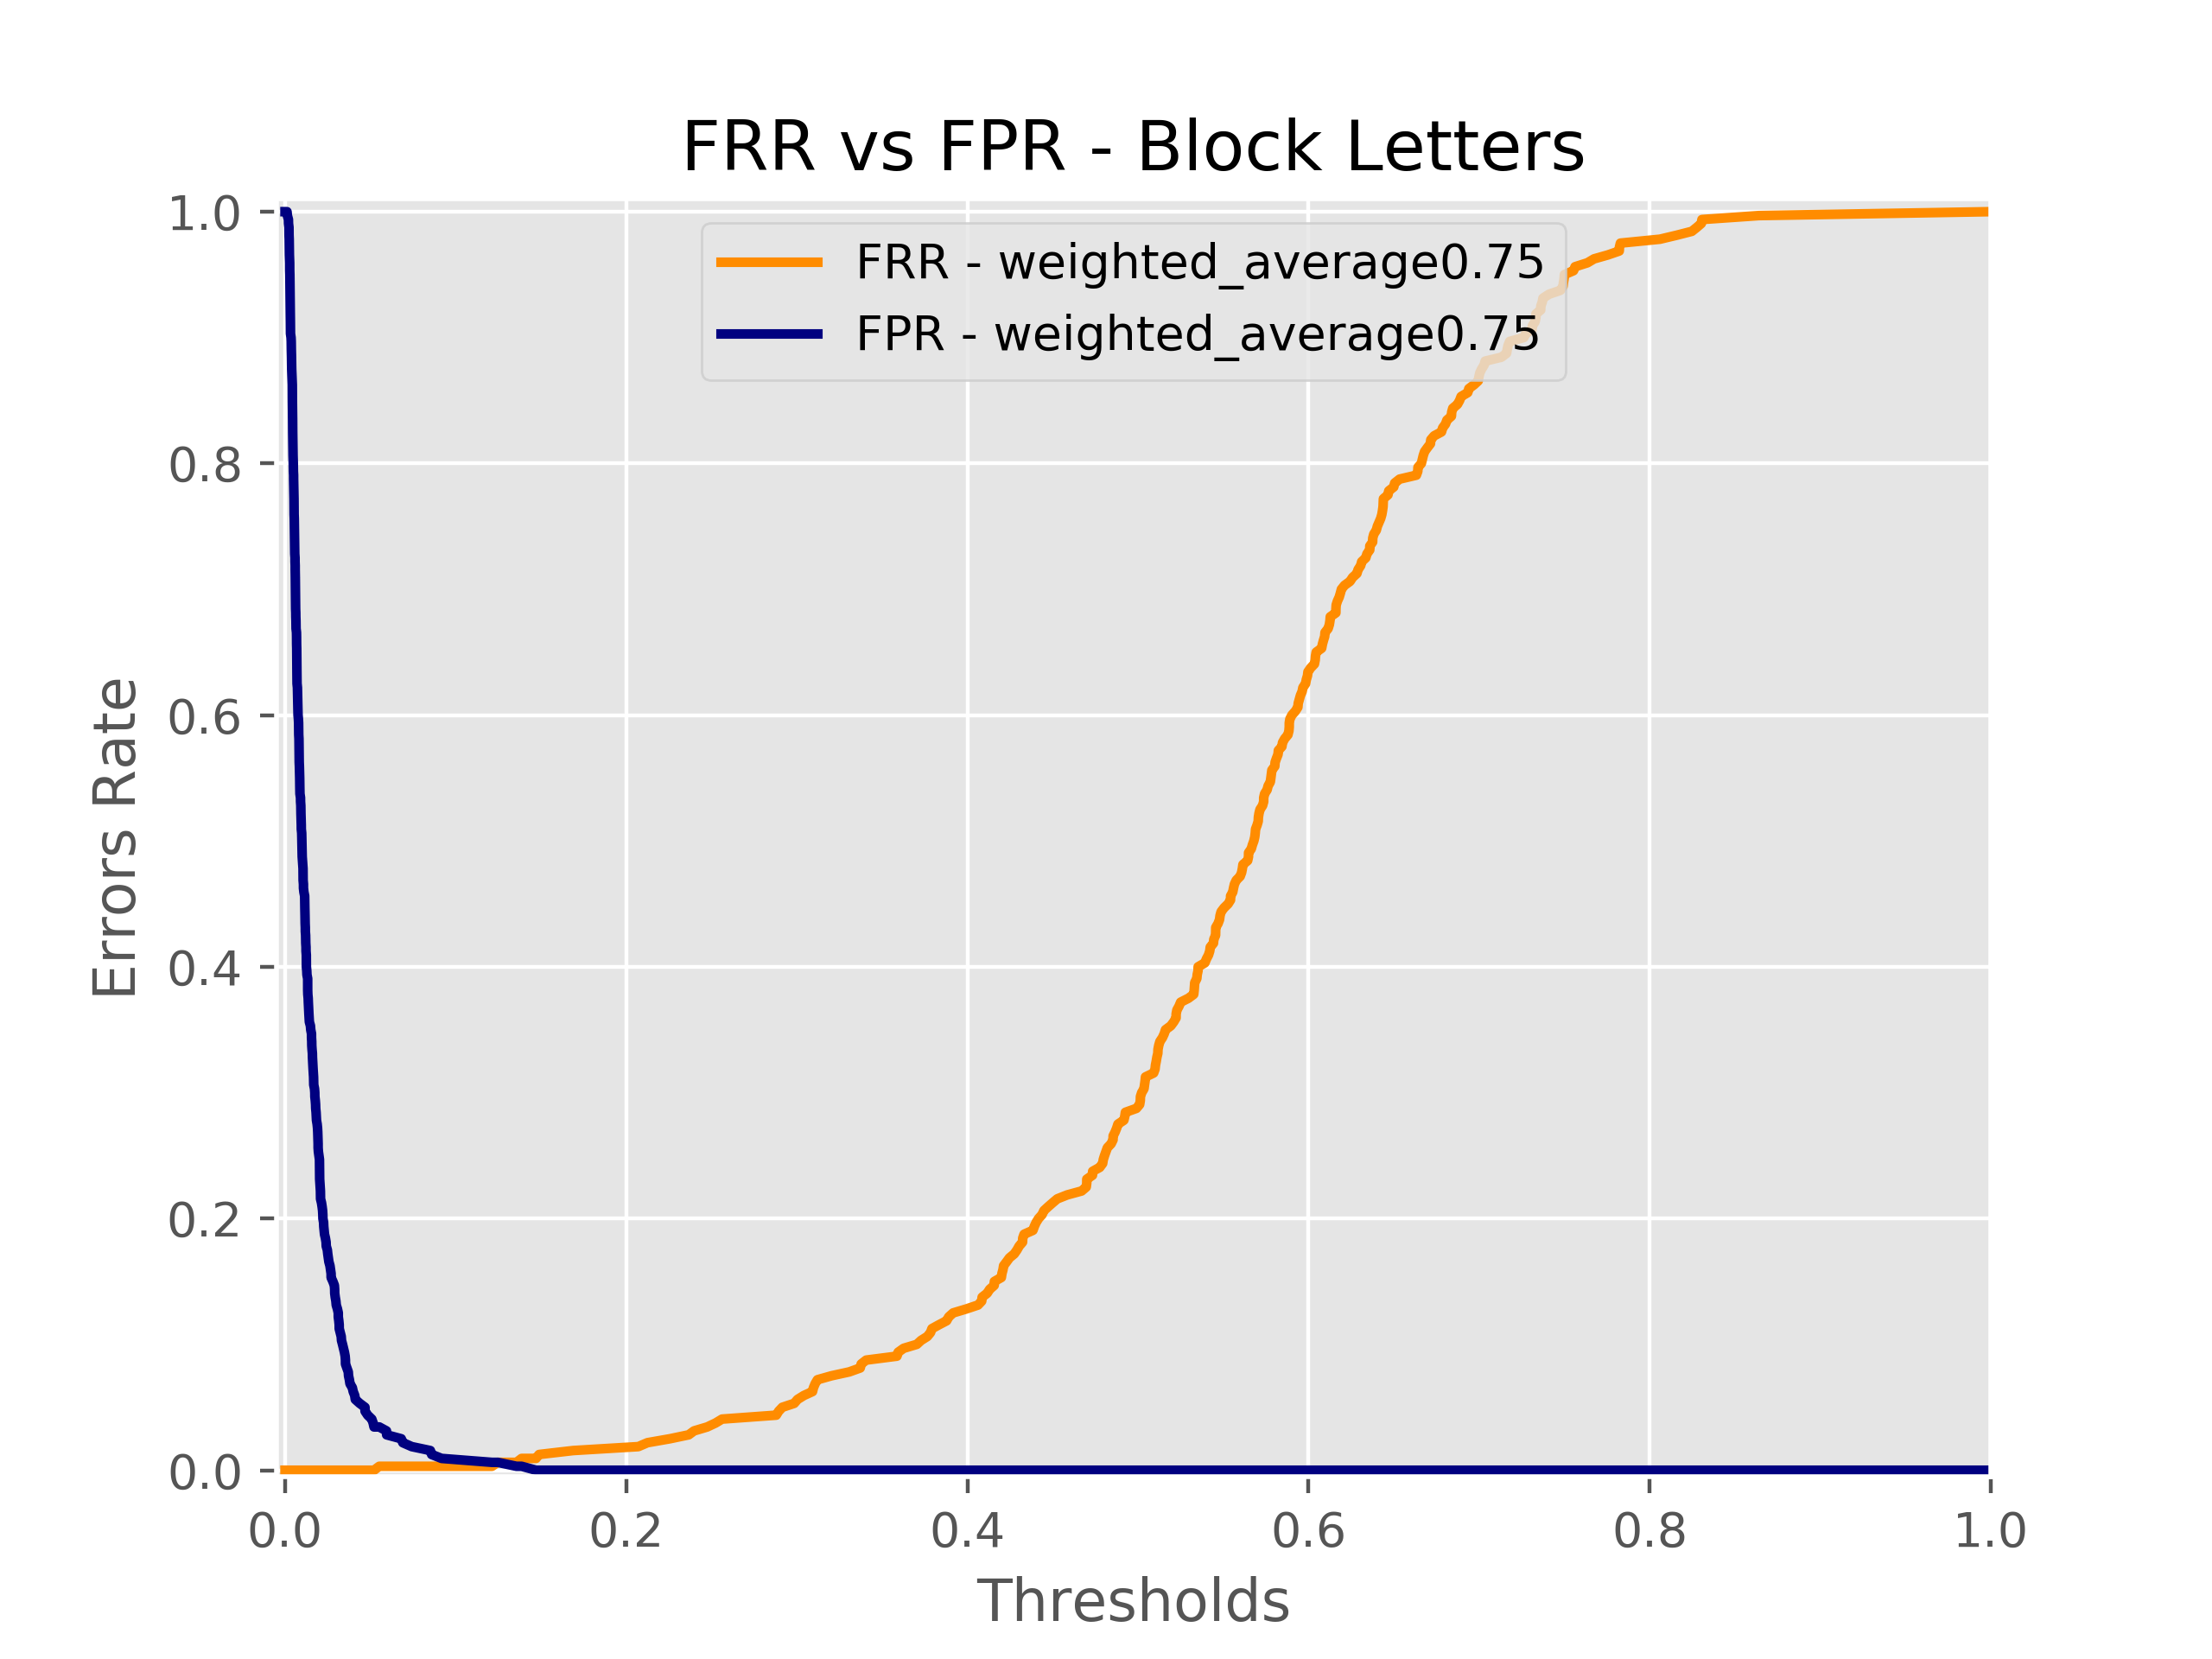 FRR vs FPR - Block Letters
FRR - weighted_average0.75
FPR - weighted_average0.75
Errors Rate
1.0
0.8
0.6
0.4
0.2
0.0
0.0 0.2 0.4 0.6 0.8 1.0
Thresholds